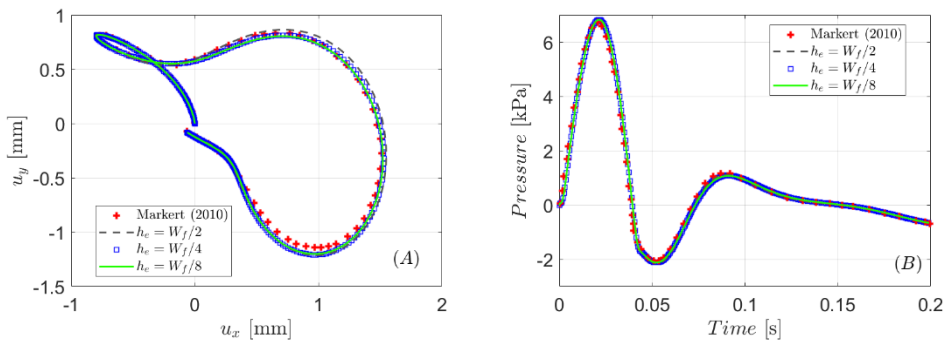 1
0.5
0
-0.5
-1
-1.5
u_y [mm]
Markert (2010)
h_e = W_f/2
h_e = W_f/4
h_e = W_f/8
(A)
-1 0 1 2
u_x [mm]
6
4
2
0
-2
Pressure [kPa]
Markert (2010)
h_e = W_f/2
h_e = W_f/4
h_e = W_f/8
(B)
0 0.05 0.1 0.15 0.2
Time [s]